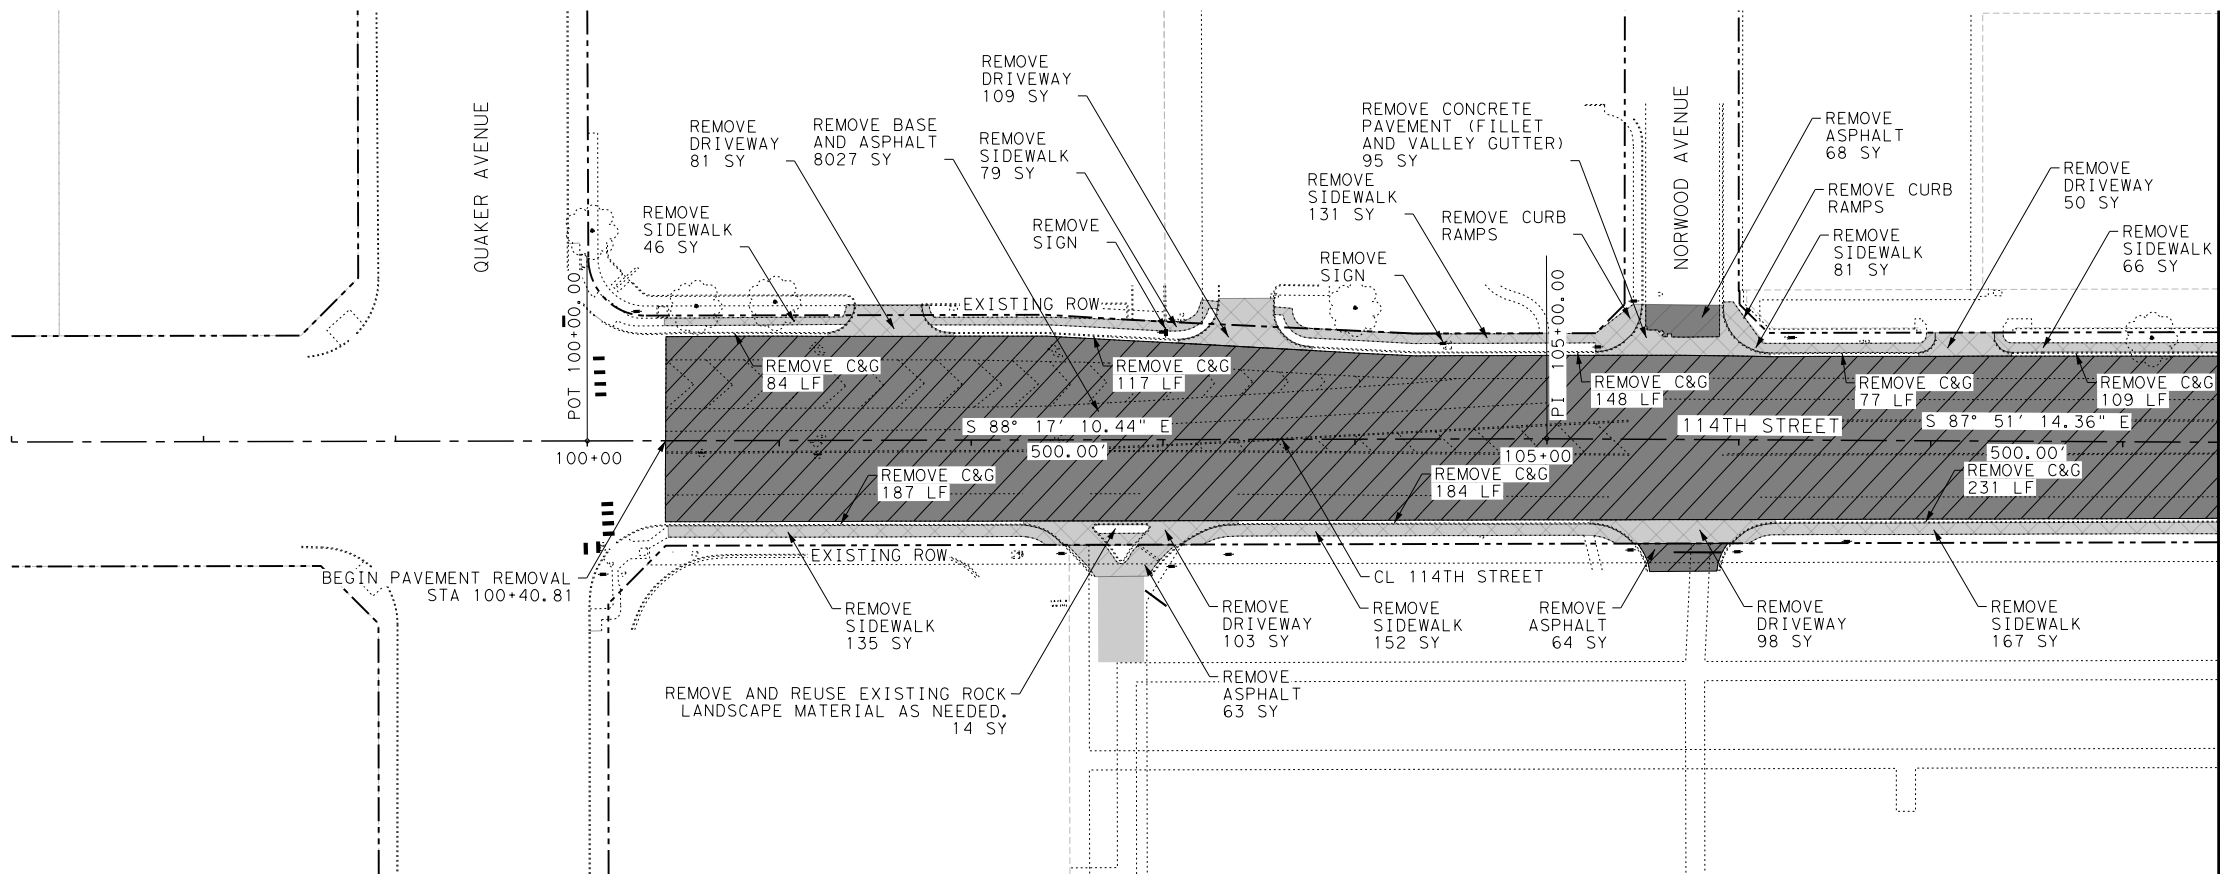 QUAKER AVENUE
REMOVE
SIDEWALK
46 SY
REMOVE
DRIVEWAY
81 SY
REMOVE BASE
AND ASPHALT
8027 SY
REMOVE
DRIVEWAY
109 SY
REMOVE
SIDEWALK
79 SY
REMOVE
SIGN
REMOVE CONCRETE
PAVEMENT (FILLET
AND VALLEY GUTTER)
95 SY
REMOVE
SIDEWALK
131 SY
REMOVE CURB
RAMPS
REMOVE
SIGN
NORWOOD AVENUE
REMOVE
ASPHALT
68 SY
REMOVE CURB
RAMPS
REMOVE
SIDEWALK
81 SY
REMOVE
DRIVEWAY
50 SY
REMOVE
SIDEWALK
66 SY
EXISTING ROW
POT 100+00.00
PI 105+00.00
REMOVE C&G
84 LF
REMOVE C&G
117 LF
REMOVE C&G
148 LF
REMOVE C&G
77 LF
REMOVE C&G
109 LF
S 88° 17' 10.44" E
500.00'
114TH STREET
S 87° 51' 14.36" E
500.00'
100+00
105+00
REMOVE C&G
187 LF
REMOVE C&G
184 LF
REMOVE C&G
231 LF
EXISTING ROW
BEGIN PAVEMENT REMOVAL
STA 100+40.81
REMOVE
SIDEWALK
135 SY
REMOVE AND REUSE EXISTING ROCK
LANDSCAPE MATERIAL AS NEEDED.
14 SY
REMOVE
DRIVEWAY
103 SY
REMOVE
ASPHALT
63 SY
CL 114TH STREET
REMOVE
SIDEWALK
152 SY
REMOVE
ASPHALT
64 SY
REMOVE
DRIVEWAY
98 SY
REMOVE
SIDEWALK
167 SY